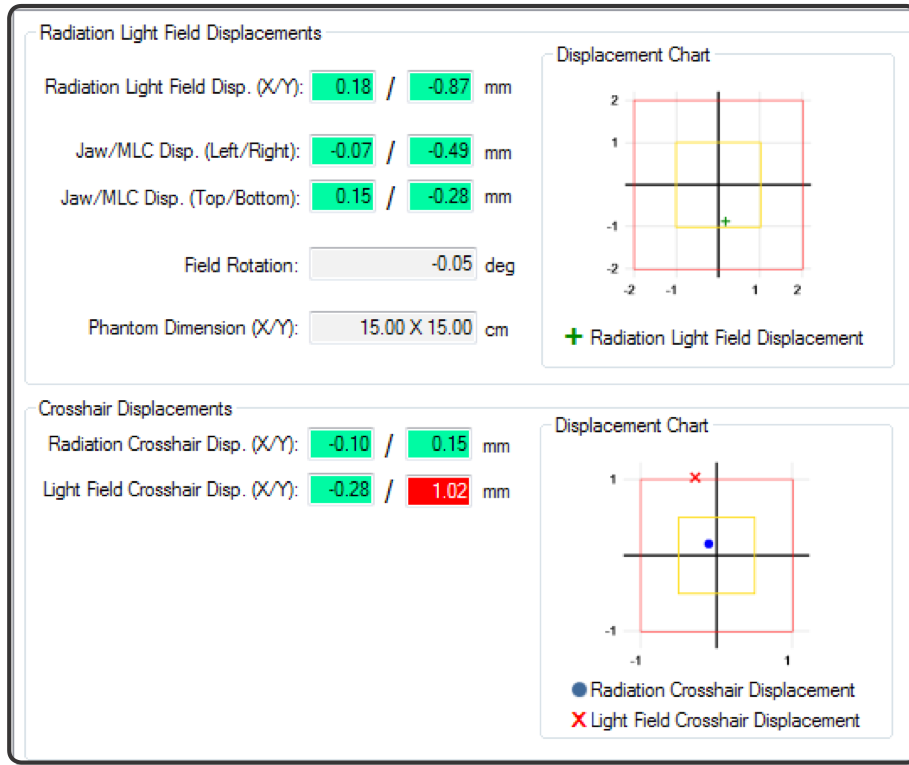 Radiation Light Field Displacements
Radiation Light Field Disp. (X/Y): 0.18 / -0.87 mm
Jaw/MLC Disp. (Left/Right): -0.07 / -0.49 mm
Jaw/MLC Disp. (Top/Bottom): 0.15 / -0.28 mm
Field Rotation: -0.05 deg
Phantom Dimension (X/Y): 15.00 X 15.00 cm
Displacement Chart
2
1
-1
-2
-2 -1 1 2
+ Radiation Light Field Displacement
Crosshair Displacements
Radiation Crosshair Disp. (X/Y): -0.10 / 0.15 mm
Light Field Crosshair Disp. (X/Y): -0.28 / 1.02 mm
Displacement Chart
1
-1
-1 1
Radiation Crosshair Displacement
X Light Field Crosshair Displacement